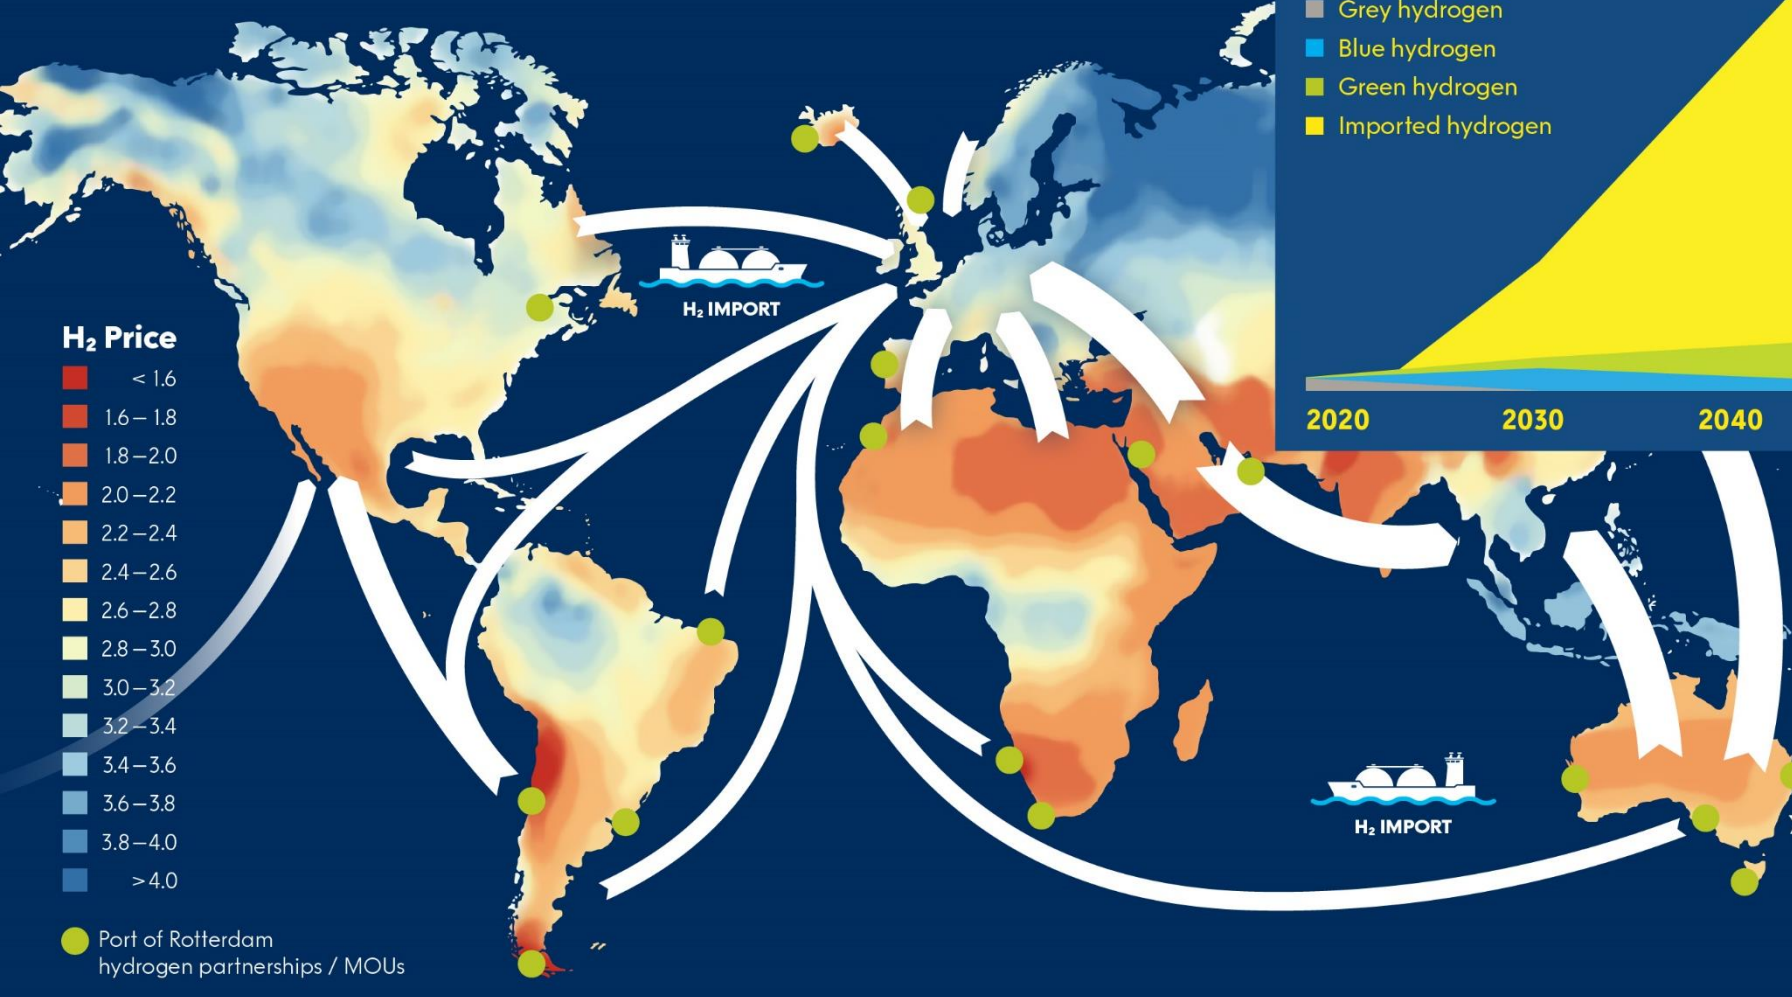 Grey hydrogen
Blue hydrogen
Green hydrogen
Imported hydrogen
2020
2030
2040
H₂ IMPORT
H₂ Price
< 1.6
1.6–1.8
1.8–2.0
2.0–2.2
2.2–2.4
2.4–2.6
2.6–2.8
2.8–3.0
3.0–3.2
3.2–3.4
3.4–3.6
3.6–3.8
3.8–4.0
>4.0
H₂ IMPORT
Port of Rotterdam
hydrogen partnerships / MOUs